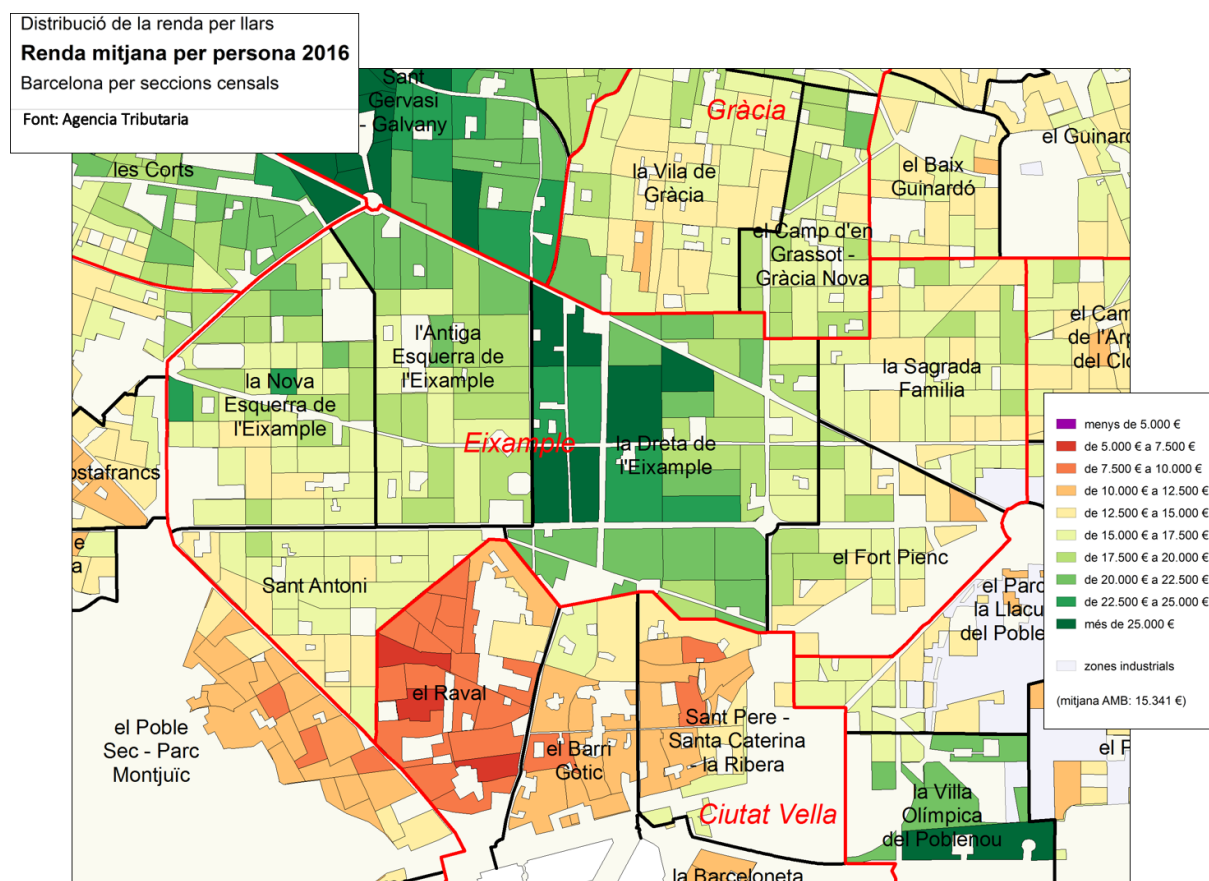 Distribució de la renda per llars
Renda mitjana per persona 2016
Barcelona per seccions censals
Font: Agencia Tributaria
Sant
Gervasi
- Galvany
Gràcia
les Corts
la Vila de
Gràcia
el Baix
Guinardó
el Guinard
el Camp d'en
Grassot -
Gràcia Nova
l'Antiga
Esquerra de
l'Eixample
la Nova
Esquerra de
l'Eixample
la Sagrada
Familia
el Cam
de l'Arp
del Clo
Eixample
la Dreta de
l'Eixample
ostafrancs
e
a
Sant Antoni
el Fort Pienc
el Parc
la Llacu
del Poble
el Raval
el Poble
Sec - Parc
Montjuïc
el Barri
Gòtic
Sant Pere -
Santa Caterina
- la Ribera
Ciutat Vella
la Villa
Olímpica
del Poblenou
el P
la Barceloneta
menys de 5.000 €
de 5.000 € a 7.500 €
de 7.500 € a 10.000 €
de 10.000 € a 12.500 €
de 12.500 € a 15.000 €
de 15.000 € a 17.500 €
de 17.500 € a 20.000 €
de 20.000 € a 22.500 €
de 22.500 € a 25.000 €
més de 25.000 €
zones industrials
(mitjana AMB: 15.341 €)